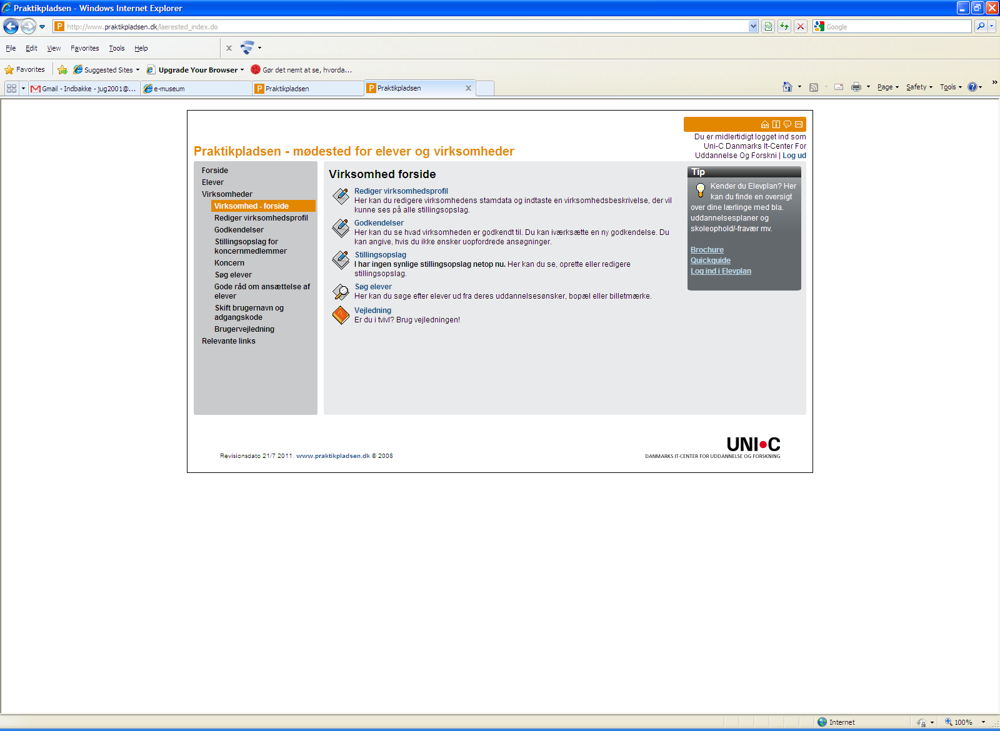 Praktikpladsen - Windows Internet Explorer
http://www.praktikpladsen.dk/laerested_index.do
Google
File Edit View Favorites Tools Help
Favorites Suggested Sites Upgrade Your Browser Gør det nemt at se, hvorda...
Gmail - Indbakke - jug2001@... e-museum Praktikpladsen Praktikpladsen Page Safety Tools
Du er midlertidigt logget ind som
Uni-C Danmarks It-Center For
Uddannelse Og Forskni | Log ud
Praktikpladsen - mødested for elever og virksomheder
Forside
Elever
Virksomheder
Virksomhed - forside
Rediger virksomhedsprofil
Godkendelser
Stillingsopslag for
koncernmedlemmer
Koncern
Søg elever
Gode råd om ansættelse af
elever
Skift brugernavn og
adgangskode
Brugervejledning
Relevante links
Virksomhed forside
Rediger virksomhedsprofil
Her kan du redigere virksomhedens stamdata og indtaste en virksomhedsbeskrivelse, der vil
kunne ses på alle stillingsopslag.
Godkendelser
Her kan du se hvad virksomheden er godkendt til. Du kan iværksætte en ny godkendelse. Du
kan angive, hvis du ikke ønsker uopfordrede ansøgninger.
Stillingsopslag
I har ingen synlige stillingsopslag netop nu. Her kan du se, oprette eller redigere
stillingsopslag.
Søg elever
Her kan du søge efter elever ud fra deres uddannelsesønsker, bopæl eller billetmærke.
Vejledning
Er du i tvivl? Brug vejledningen!
Tip
Kender du Elevplan? Her
kan du finde en oversigt
over dine lærlinge med bla.
uddannelsesplaner og
skoleophold/-fravær mv.
Brochure
Quickguide
Log ind i Elevplan
Revisionsdato 21/7 2011. www.praktikpladsen.dk © 2008
UNI•C
DANMARKS IT-CENTER FOR UDDANNELSE OG FORSKNING
Internet 100%